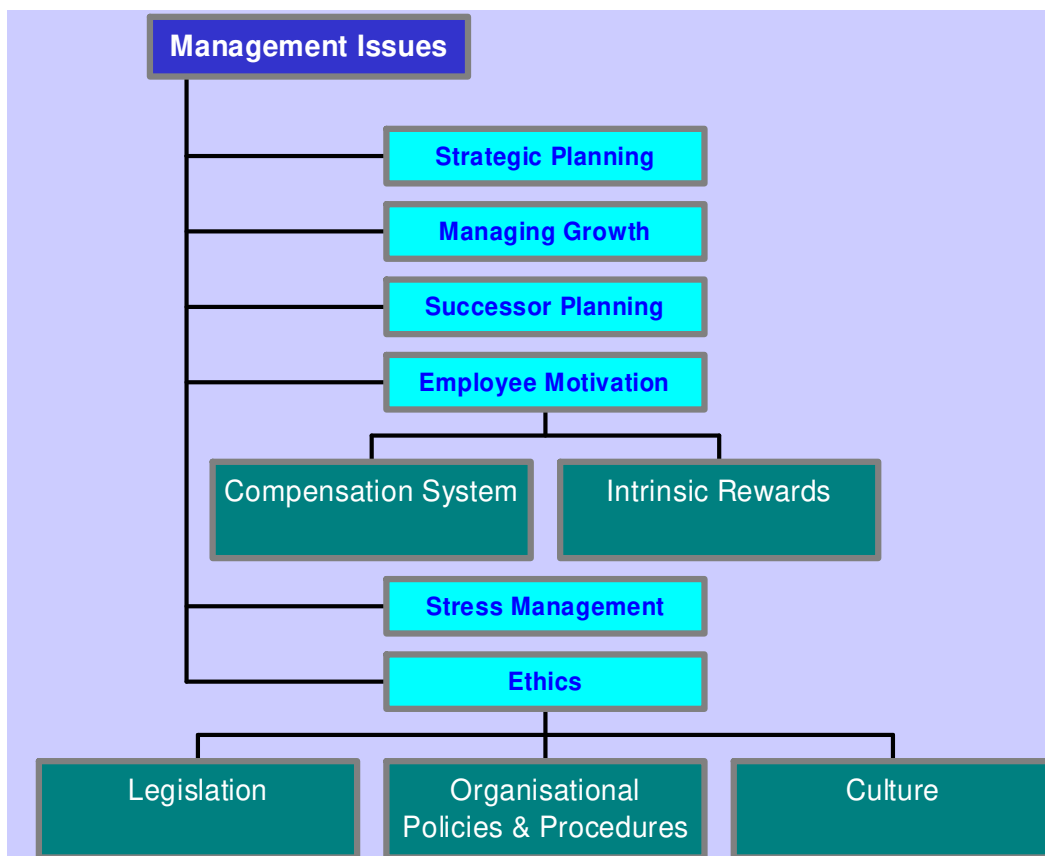 Management Issues
Strategic Planning
Managing Growth
Successor Planning
Employee Motivation
Compensation System
Intrinsic Rewards
Stress Management
Ethics
Legislation
Organisational
Policies & Procedures
Culture